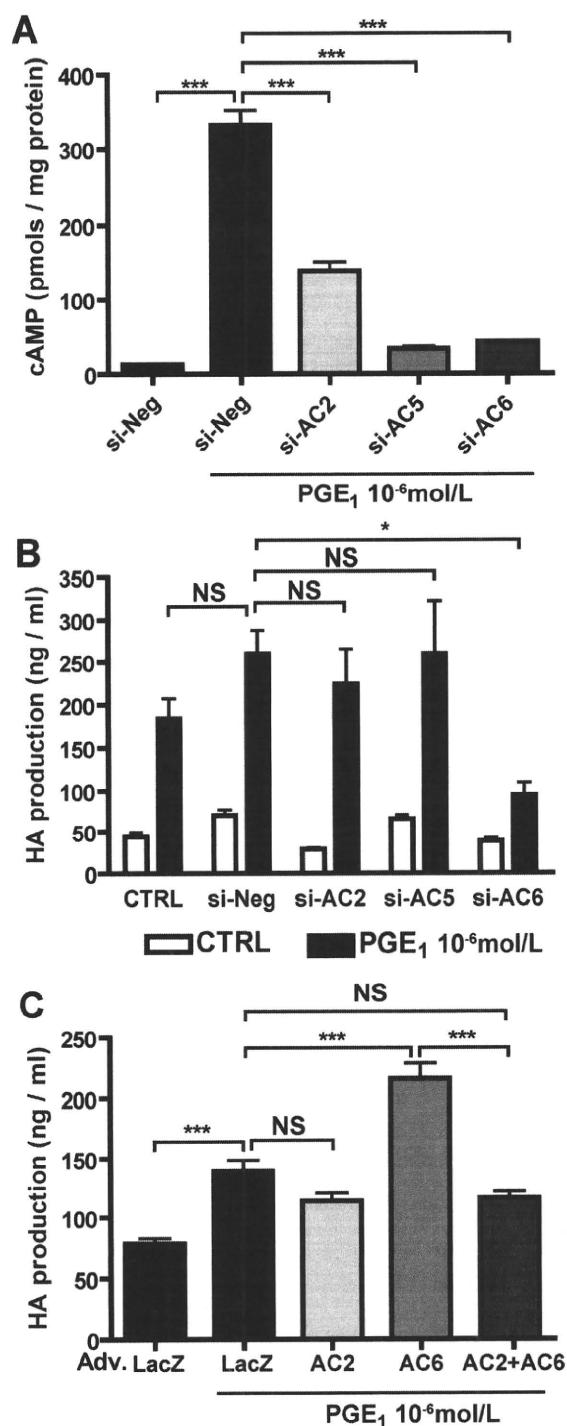 A
***
***
*** ***
cAMP (pmols / mg protein)
400
300
200
100
0
si-Neg si-Neg si-AC2 si-AC5 si-AC6
PGE1 10-6mol/L
B
*
NS
NS NS
HA production (ng / ml)
350
300
250
200
150
100
50
0
CTRL si-Neg si-AC2 si-AC5 si-AC6
CTRL PGE1 10-6mol/L
C
NS
*** ***
*** NS
HA production (ng / ml)
250
200
150
100
50
0
Adv. LacZ LacZ AC2 AC6 AC2+AC6
PGE1 10-6mol/L